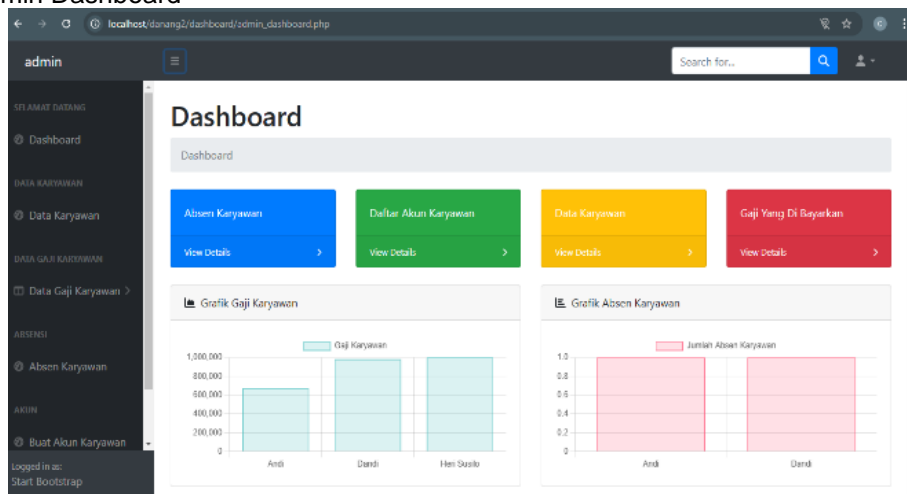 min Dashboard
localhost/danang2/dashboard/admin_dashboard.php
C
admin
Search for...
SELAMAT DATANG
Dashboard
DATA KARYAWAN
Data Karyawan
DATA GAJI KARYAWAN
Data Gaji Karyawan
ABSENSI
Absen Karyawan
AKUN
Buat Akun Karyawan
Logged in as:
Start Bootstrap
Dashboard
Dashboard
Absen Karyawan
View Details
Daftar Akun Karyawan
View Details
Data Karyawan
View Details
Gaji Yang Di Bayarkan
View Details
Grafik Gaji Karyawan
Gaji Karyawan
1,000,000
800,000
600,000
400,000
200,000
0
Andi Dandi Heri Susilo
Grafik Absen Karyawan
Jumlah Absen Karyawan
1.0
0.8
0.6
0.4
0.2
0
Andi Dandi